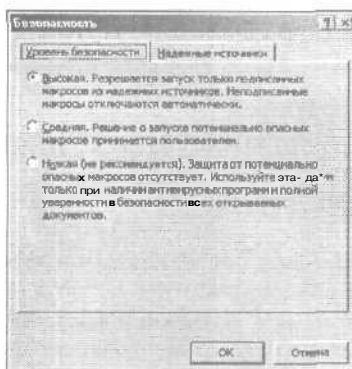 Безопасность
Уровень безопасности
Надежные источники
Высокая. Разрешается запуск только подписанных
макросов из надежных источников. Неподписанные
макросы отключаются автоматически.
Средняя. Решение о запуске потенциально опасных
макросов принимается пользователем.
Низкая (не рекомендуется). Защита от потенциально
опасных макросов отсутствует. Используйте
только при наличии антивирусных программ и полной
уверенности в безопасности всех открываемых
документов.
OK
Отмена